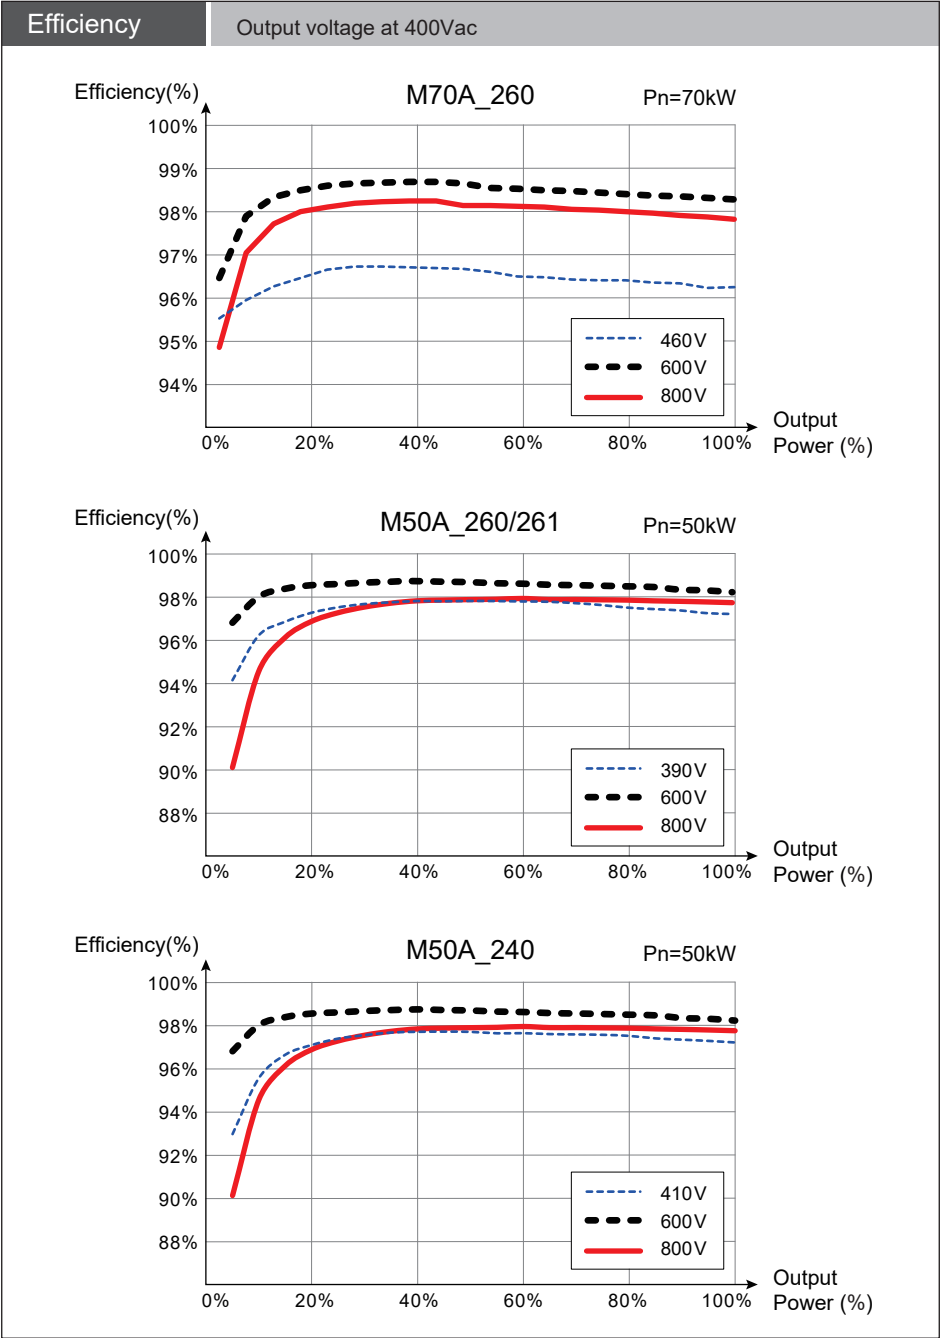 Efficiency
Output voltage at 400Vac
Efficiency(%)
M70A_260
Pn=70kW
100%
99%
98%
97%
96%
95%
94%
460V
600V
800V
0%
20%
40%
60%
80%
100%
Output
Power (%)
Efficiency(%)
M50A_260/261
Pn=50kW
100%
98%
96%
94%
92%
90%
88%
390V
600V
800V
0%
20%
40%
60%
80%
100%
Output
Power (%)
Efficiency(%)
M50A_240
Pn=50kW
100%
98%
96%
94%
92%
90%
88%
410V
600V
800V
0%
20%
40%
60%
80%
100%
Output
Power (%)